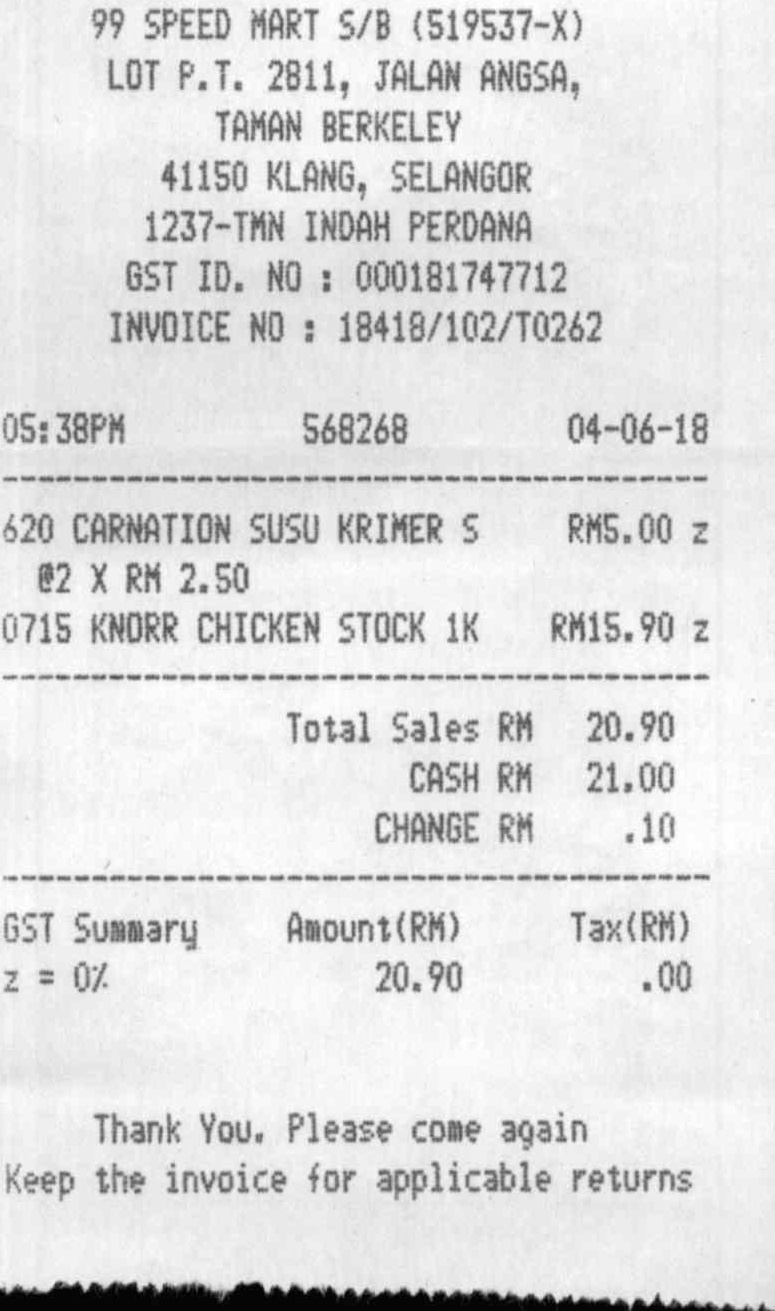 99 SPEED MART S/B (519537-X)
LOT P.T. 2811, JALAN ANGSA,
TAMAN BERKELEY
41150 KLANG, SELANGOR
1237-TMN INDAH PERDANA
GST ID. NO : 000181747712
INVOICE NO : 18418/102/T0262
05:38PM 568268 04-06-18
620 CARNATION SUSU KRIMER S RM5.00 z
@2 X RM 2.50
0715 KNORR CHICKEN STOCK 1K RM15.90 z
Total Sales RM 20.90
CASH RM 21.00
CHANGE RM .10
GST Summary Amount(RM) Tax(RM)
z = 0% 20.90 .00
Thank You. Please come again
Keep the invoice for applicable returns